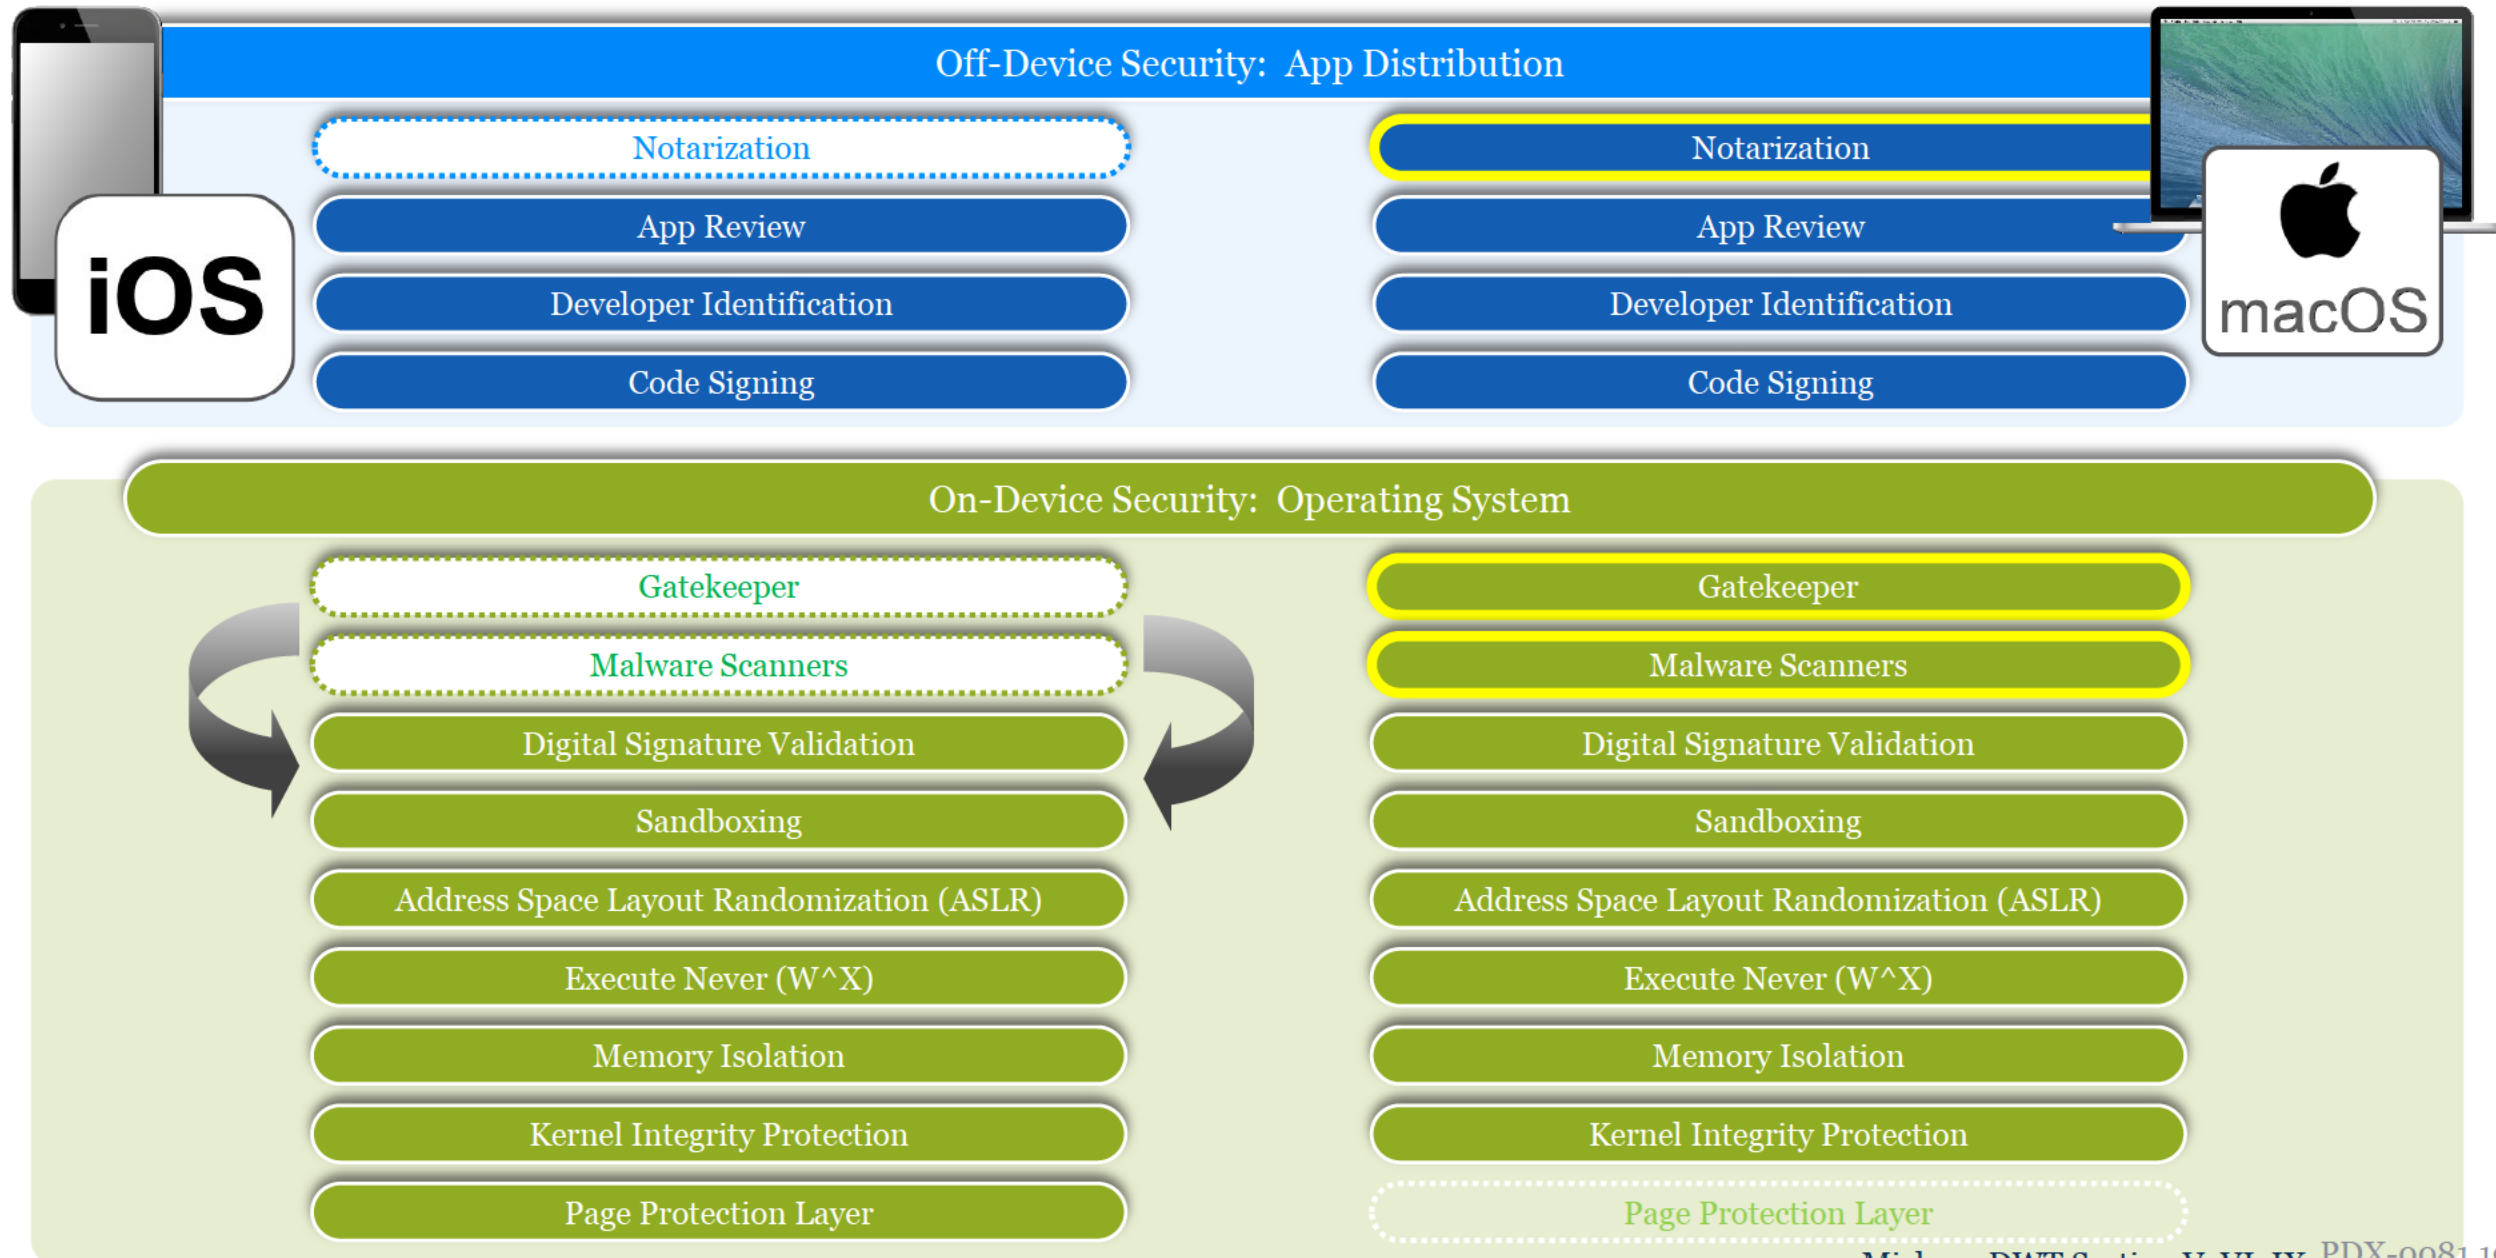 Off-Device Security: App Distribution
Notarization
Notarization
App Review
App Review
Developer Identification
Developer Identification
Code Signing
Code Signing
iOS
macOS
On-Device Security: Operating System
Gatekeeper
Gatekeeper
Malware Scanners
Malware Scanners
Digital Signature Validation
Digital Signature Validation
Sandboxing
Sandboxing
Address Space Layout Randomization (ASLR)
Address Space Layout Randomization (ASLR)
Execute Never (W^X)
Execute Never (W^X)
Memory Isolation
Memory Isolation
Kernel Integrity Protection
Kernel Integrity Protection
Page Protection Layer
Page Protection Layer